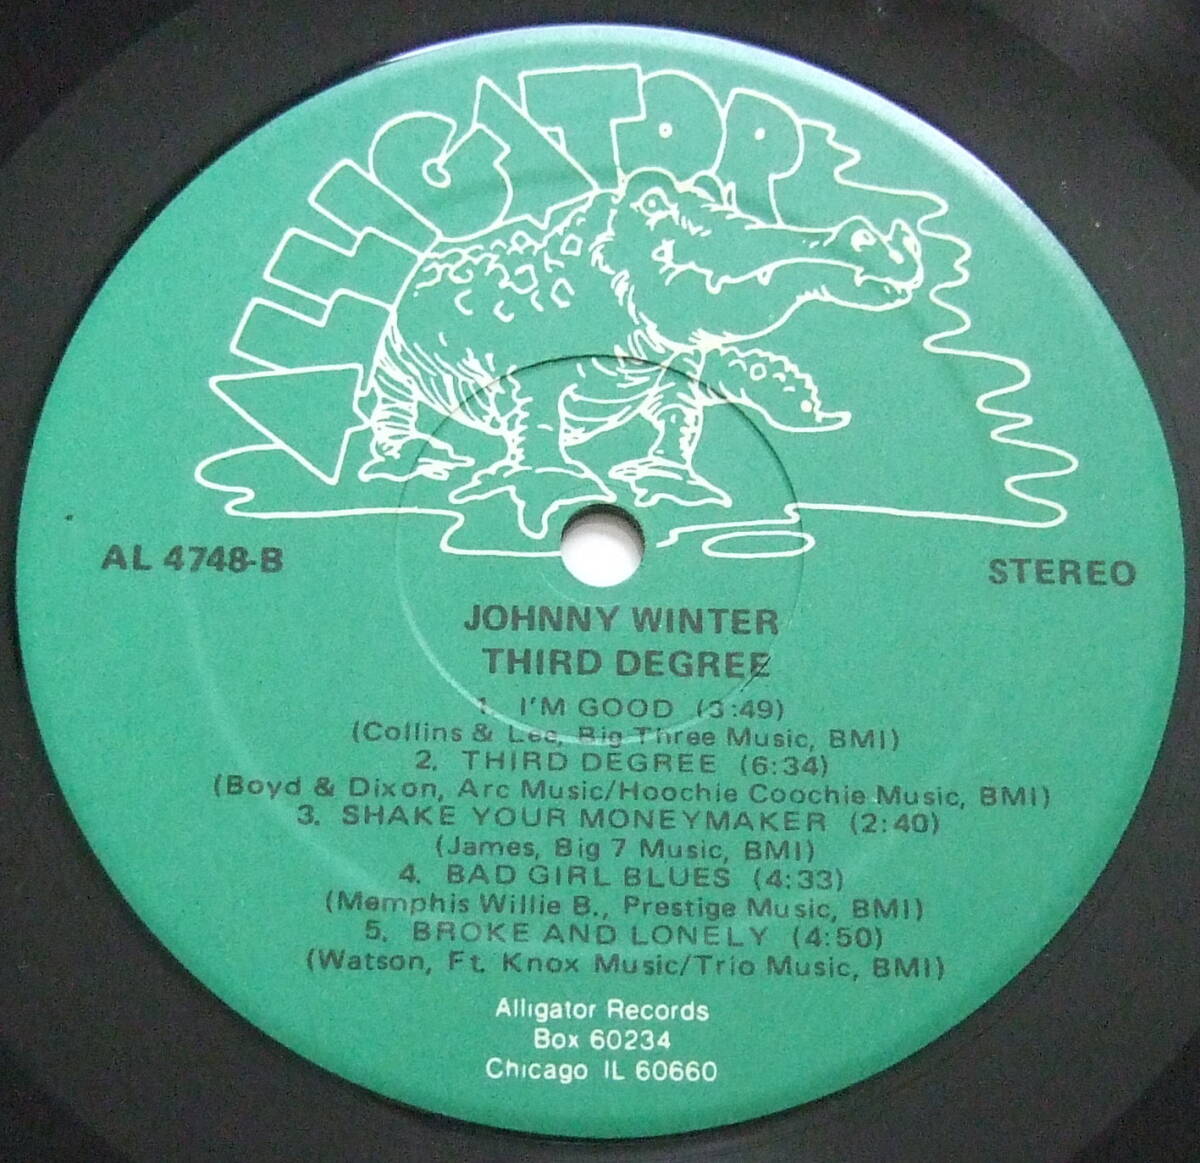 ALLIGATOR
AL 4748-B
STEREO
JOHNNY WINTER
THIRD DEGREE
1. I'M GOOD (3:49)
(Collins & Lee, Big Three Music, BMI)
2. THIRD DEGREE (6:34)
(Boyd & Dixon, Arc Music/Hoochie Coochie Music, BMI)
3. SHAKE YOUR MONEYMAKER (2:40)
(James, Big 7 Music, BMI)
4. BAD GIRL BLUES (4:33)
(Memphis Willie B., Prestige Music, BMI)
5. BROKE AND LONELY (4:50)
(Watson, Ft. Knox Music/Trio Music, BMI)
Alligator Records
Box 60234
Chicago IL 60660